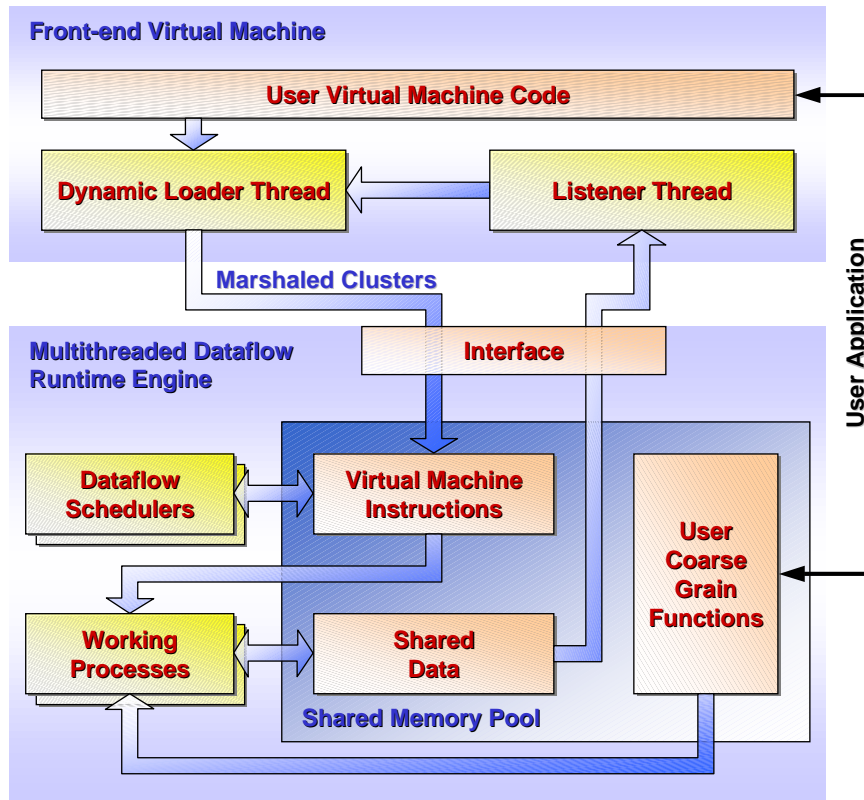 Front-end Virtual Machine
User Virtual Machine Code
Dynamic Loader Thread
Listener Thread
Marshaled Clusters
User Application
Multithreaded Dataflow
Runtime Engine
Interface
Dataflow
Schedulers
Virtual Machine
Instructions
User
Coarse
Grain
Functions
Working
Processes
Shared
Data
Shared Memory Pool